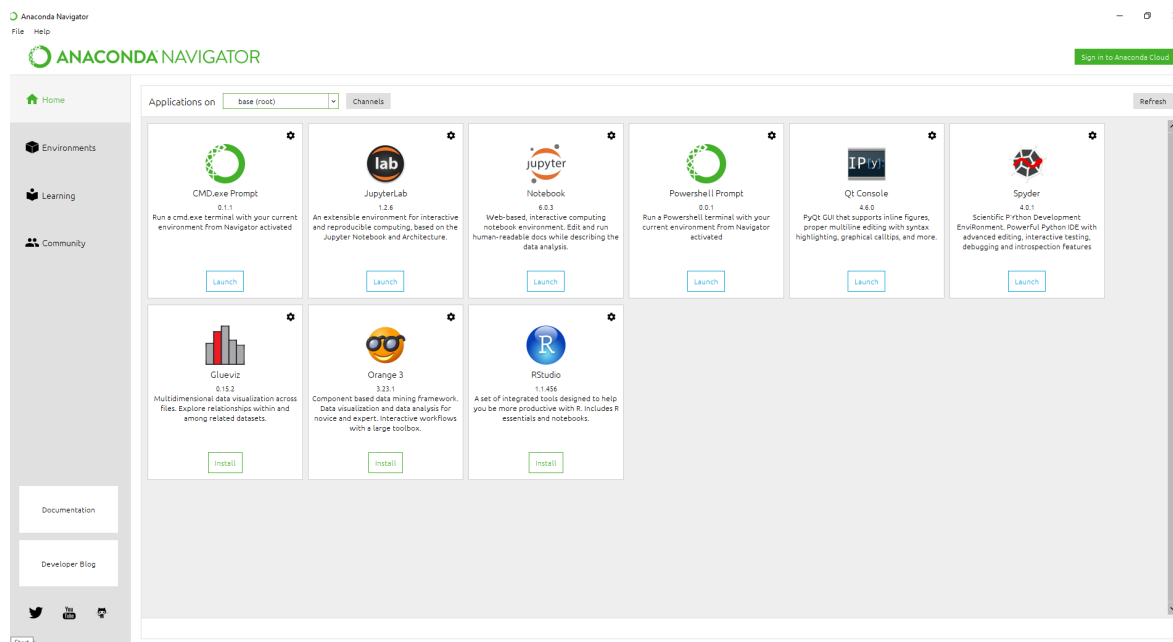 Anaconda Navigator
File Help
ANACONDA NAVIGATOR
Sign in to Anaconda Cloud
Home
Environments
Learning
Community
Documentation
Developer Blog
You
Tube
Applications on base (root) Channels
Refresh
CMD.exe Prompt
0.1.1
Run a cmd.exe terminal with your current
environment from Navigator activated
Launch
lab
JupyterLab
1.2.6
An extensible environment for interactive
and reproducible computing, based on the
Jupyter Notebook and Architecture.
Launch
jupyter
Notebook
6.0.3
Web-based, interactive computing
notebook environment. Edit and run
human-readable docs while describing the
data analysis.
Launch
Powershell Prompt
0.0.1
Run a Powershell terminal with your
current environment from Navigator
activated
Launch
IP[y]:
Qt Console
4.6.0
PyQt GUI that supports inline figures,
proper multiline editing with syntax
highlighting, graphical calltips, and more.
Launch
Spyder
4.0.1
Scientific PYthon Development
EnviRonment. Powerful Python IDE with
advanced editing, interactive testing,
debugging and introspection features
Launch
Glueviz
0.15.2
Multidimensional data visualization across
files. Explore relationships within and
among related datasets.
Install
Orange 3
3.23.1
Component based data mining framework.
Data visualization and data analysis for
novice and expert. Interactive workflows
with a large toolbox.
Install
R
RStudio
1.1.456
A set of integrated tools designed to help
you be more productive with R. Includes R
essentials and notebooks.
Install